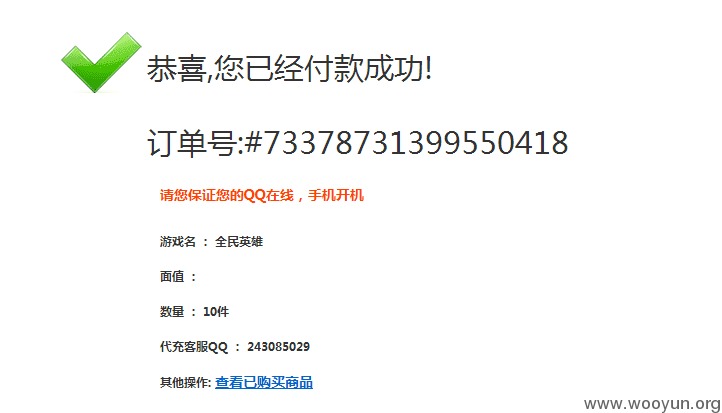 恭喜,您已经付款成功!
订单号:#73378731399550418
请您保证您的QQ在线，手机开机
游戏名 ： 全民英雄
面值 ：
数量 ： 10件
代充客服QQ ： 243085029
其他操作: 查看已购买商品
www.wooyun.org